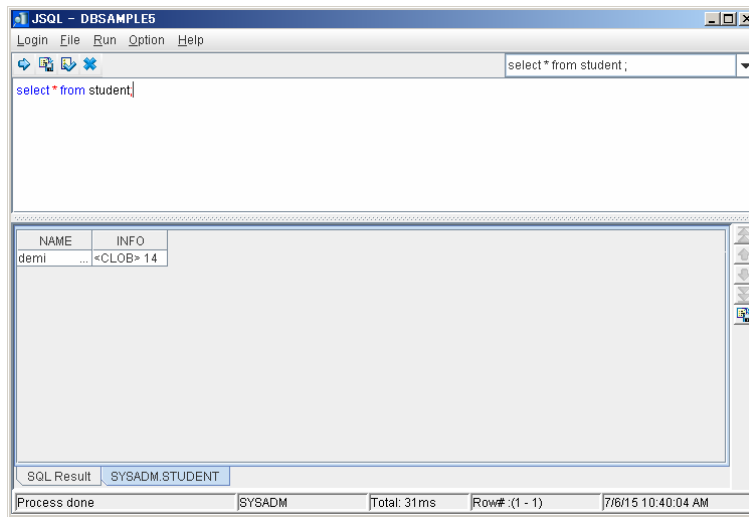 JSQL - DBSAMPLE5
Login File Run Option Help
select * from student ;
select * from student;
NAME INFO
demi ... <CLOB> 14
SQL Result SYSADM.STUDENT
Process done SYSADM Total: 31ms Row# :(1 - 1) 7/6/15 10:40:04 AM